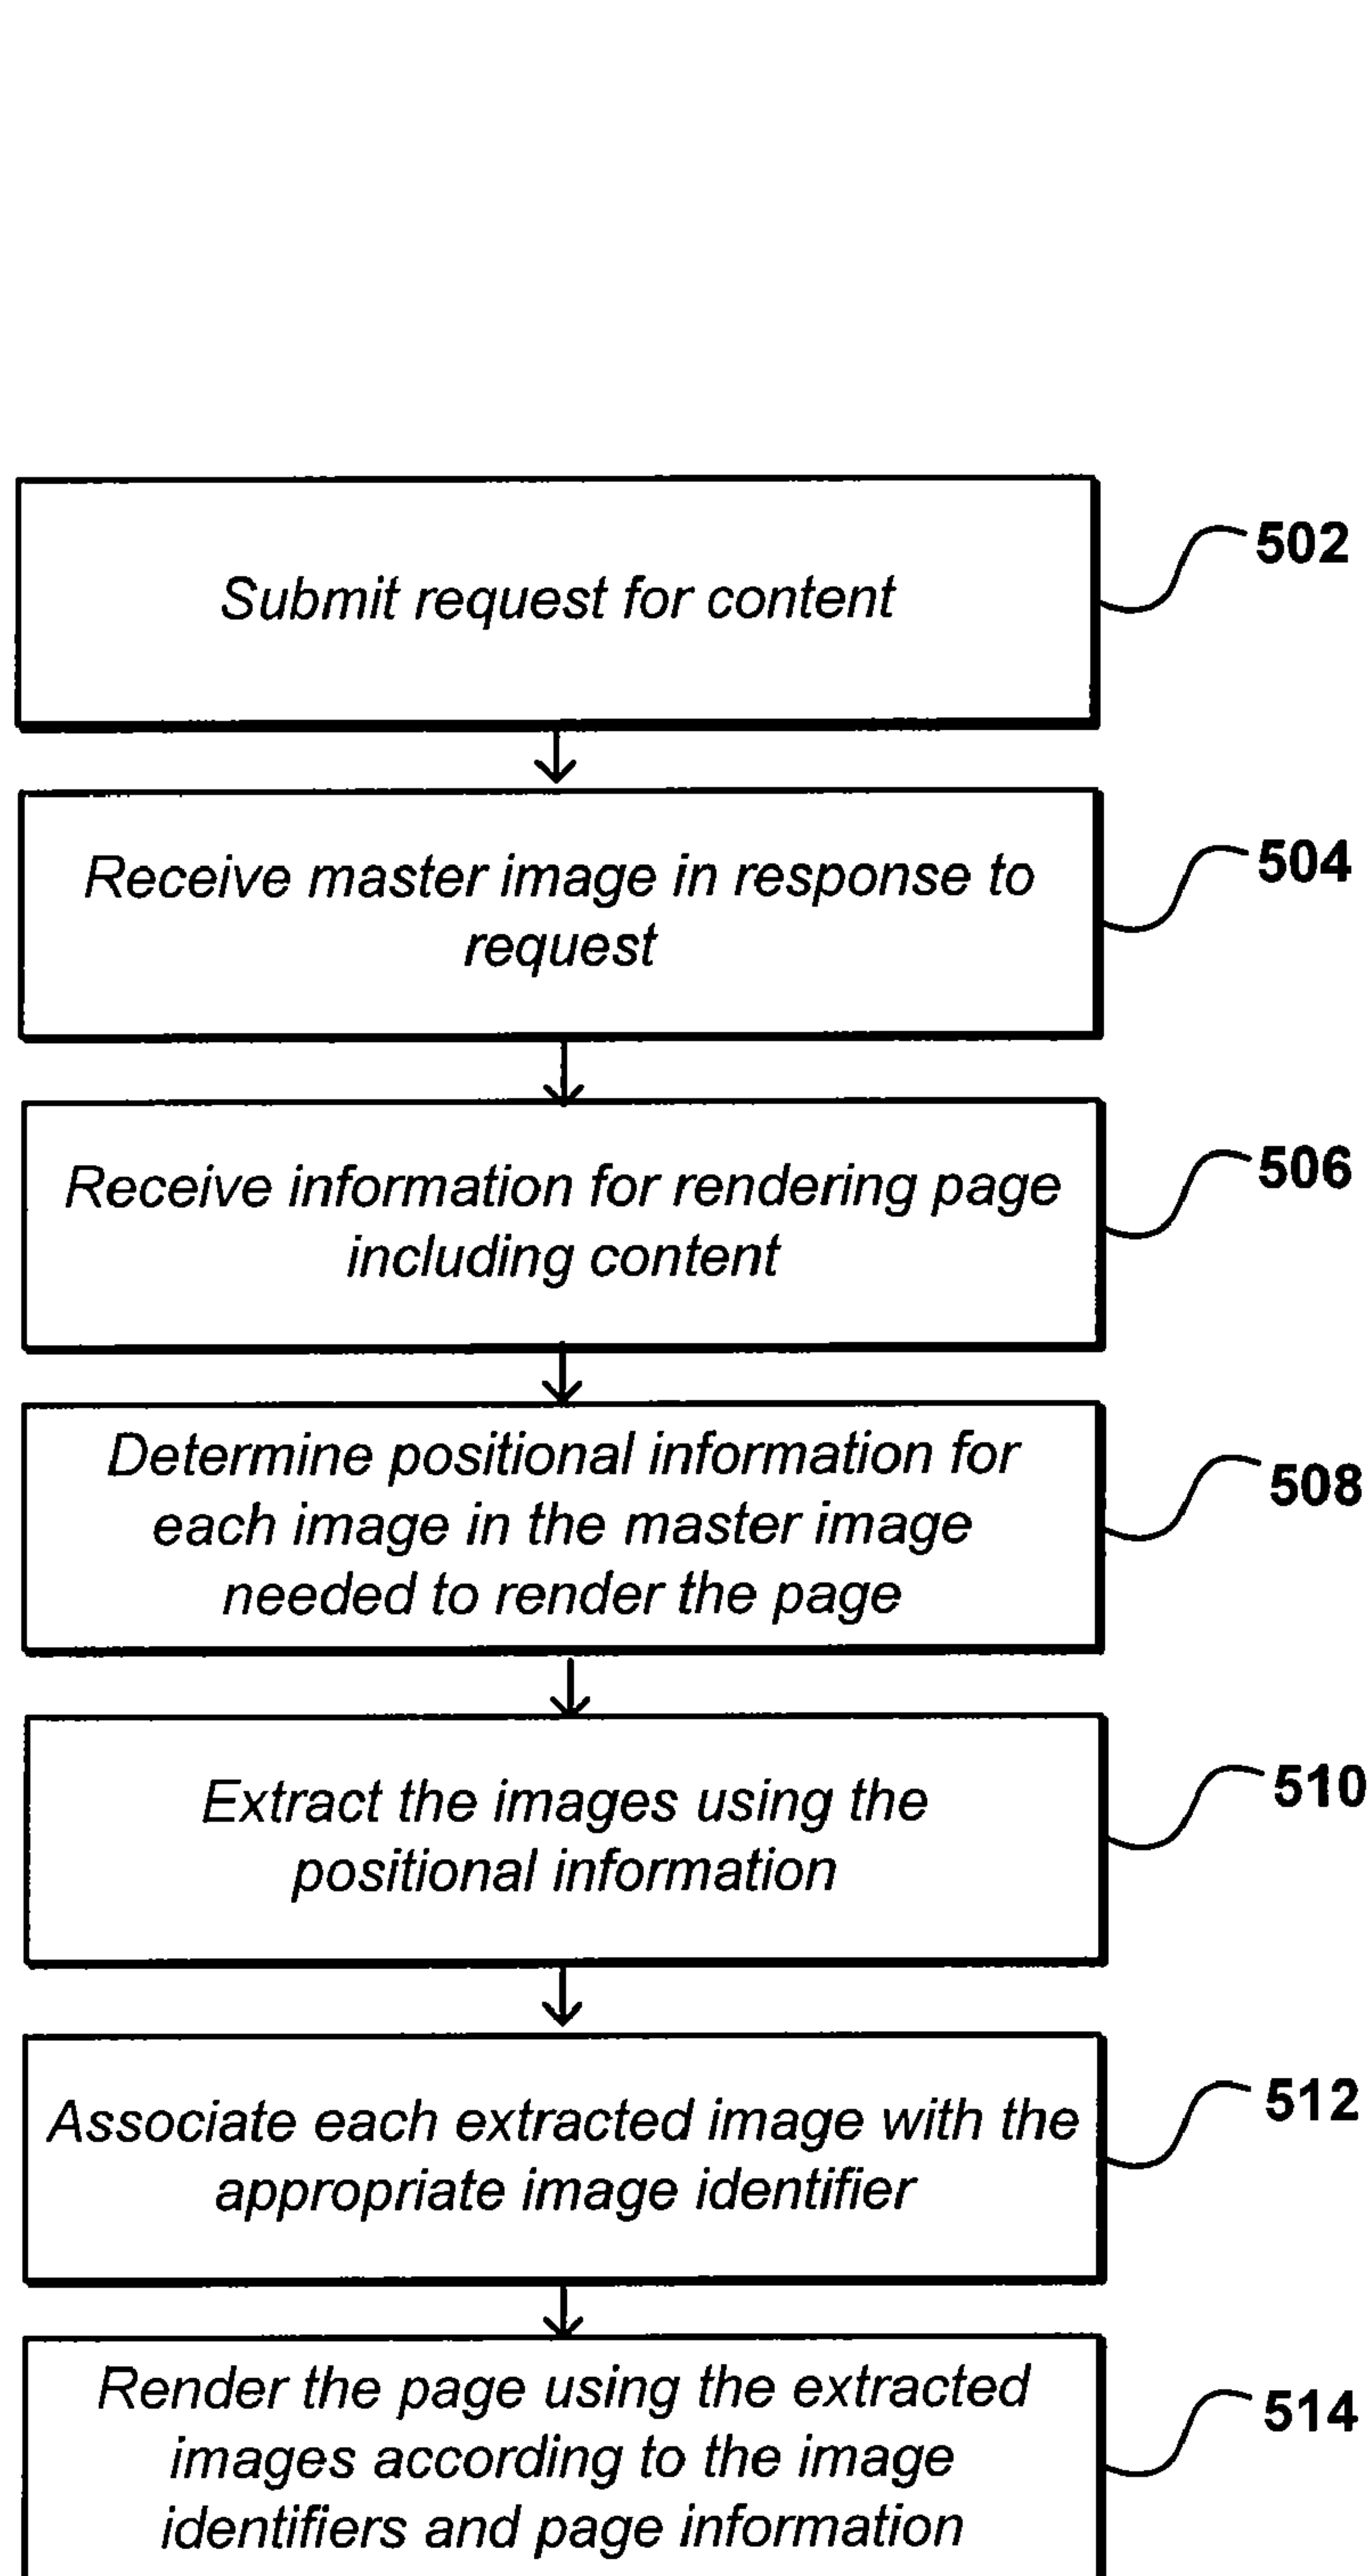 Submit request for content
502
Receive master image in response to
request
504
Receive information for rendering page
including content
506
Determine positional information for
each image in the master image
needed to render the page
508
Extract the images using the
positional information
510
Associate each extracted image with the
appropriate image identifier
512
Render the page using the extracted
images according to the image
identifiers and page information
514